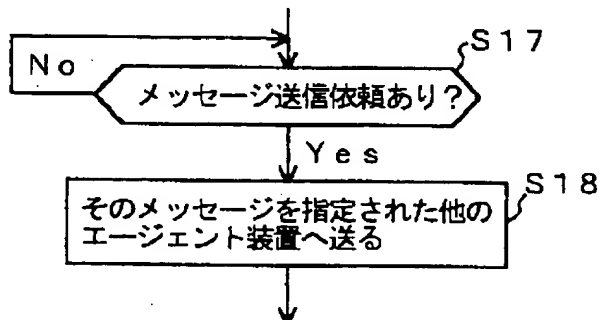 S17
No
メッセージ送信依頼あり？
Yes
S18
そのメッセージを指定された他の
エージェント装置へ送る